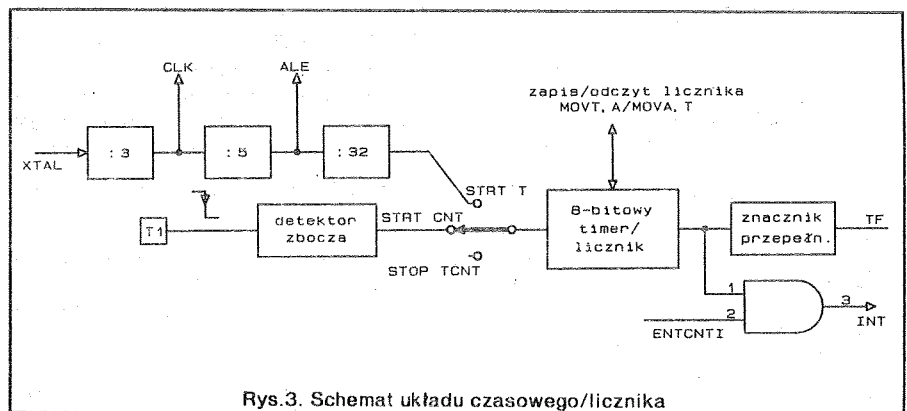 CLK
ALE
zapis/odczyt licznika
MOVT, A/MOVA, T
:3
:5
:32
XTAL
STRT T
T1
detektor
zbocza
STRT CNT
STOP TCNT
8-bitowy
timer/
licznik
znacznik
przepełn.
TF
1
2
3
ENTCNTI
INT
Rys.3. Schemat układu czasowego/licznika